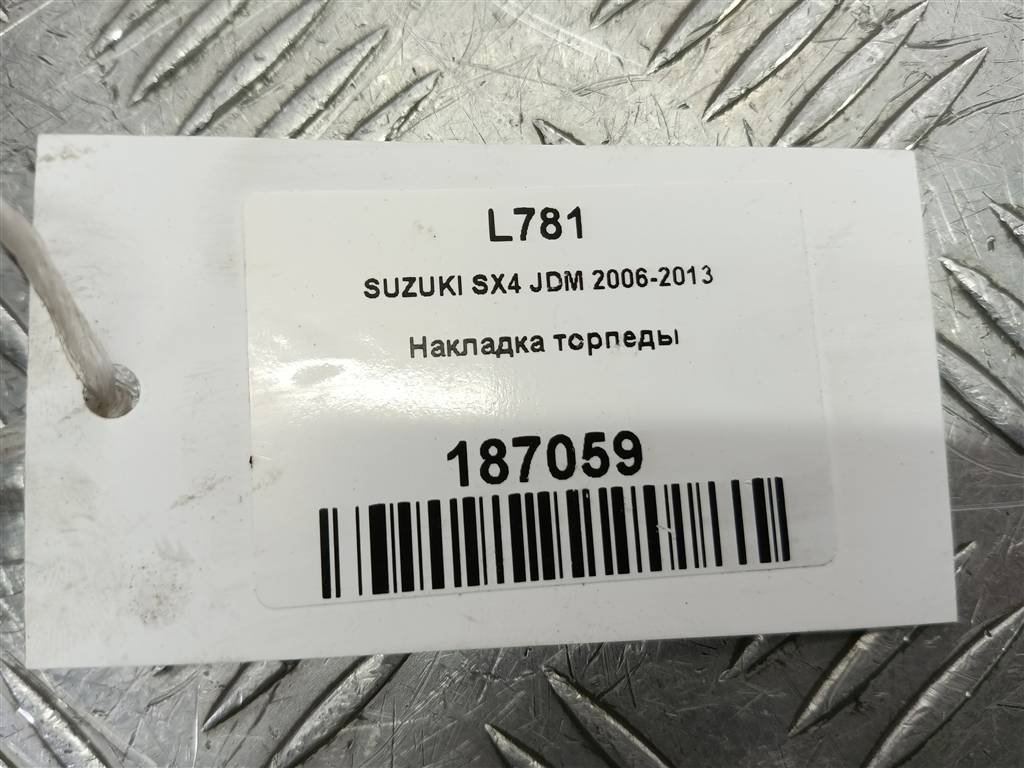 L781
SUZUKI SX4 JDM 2006-2013
Накладка торпеды
187059